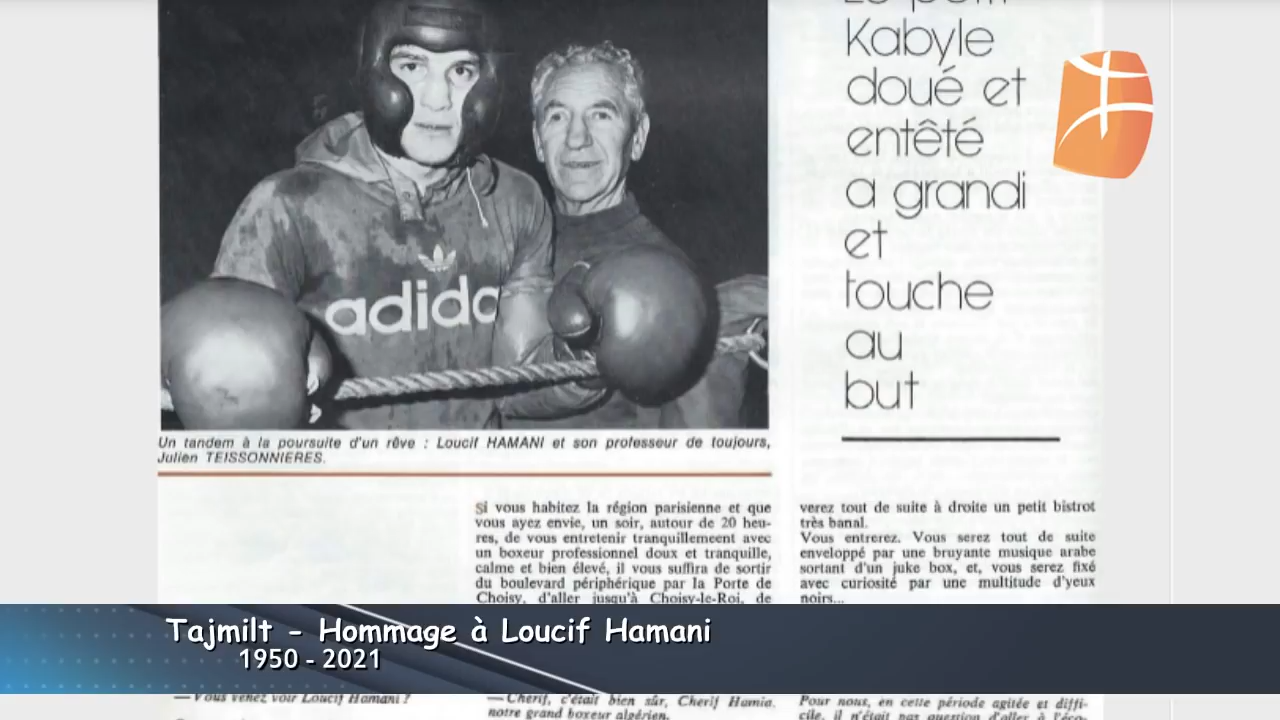 Kabyle
doué et
entêté
a grandi
et
touche
au
but
adida
Un tandem à la poursuite d'un rêve : Loucif HAMANI et son professeur de toujours,
Julien TEISSONNIERES.
Si vous habitez la région parisienne et que
vous ayez envie, un soir, autour de 20 heu-
res, de vous entretenir tranquillemeent avec
un boxeur professionnel doux et tranquille,
calme et bien élevé, il vous suffira de sortir
du boulevard périphérique par la Porte de
Choisy, d'aller jusqu'à Choisy-le-Roi, de
verez tout de suite à droite un petit bistrot
très banal.
Vous entrerez. Vous serez tout de suite
enveloppé par une bruyante musique arabe
sortant d'un juke box, et, vous serez fixé
avec curiosité par une multitude d'yeux
noirs...
Tajmilt - Hommage à Loucif Hamani
1950 - 2021
— Vous venez voir Loucif Hamani ?
— Cherif, c'était bien sûr, Cherif Hamia,
notre grand boxeur algérien.
Pour nous, en cette période agitée et diffi-
cile, il n'était pas question d'aller à l'éco-